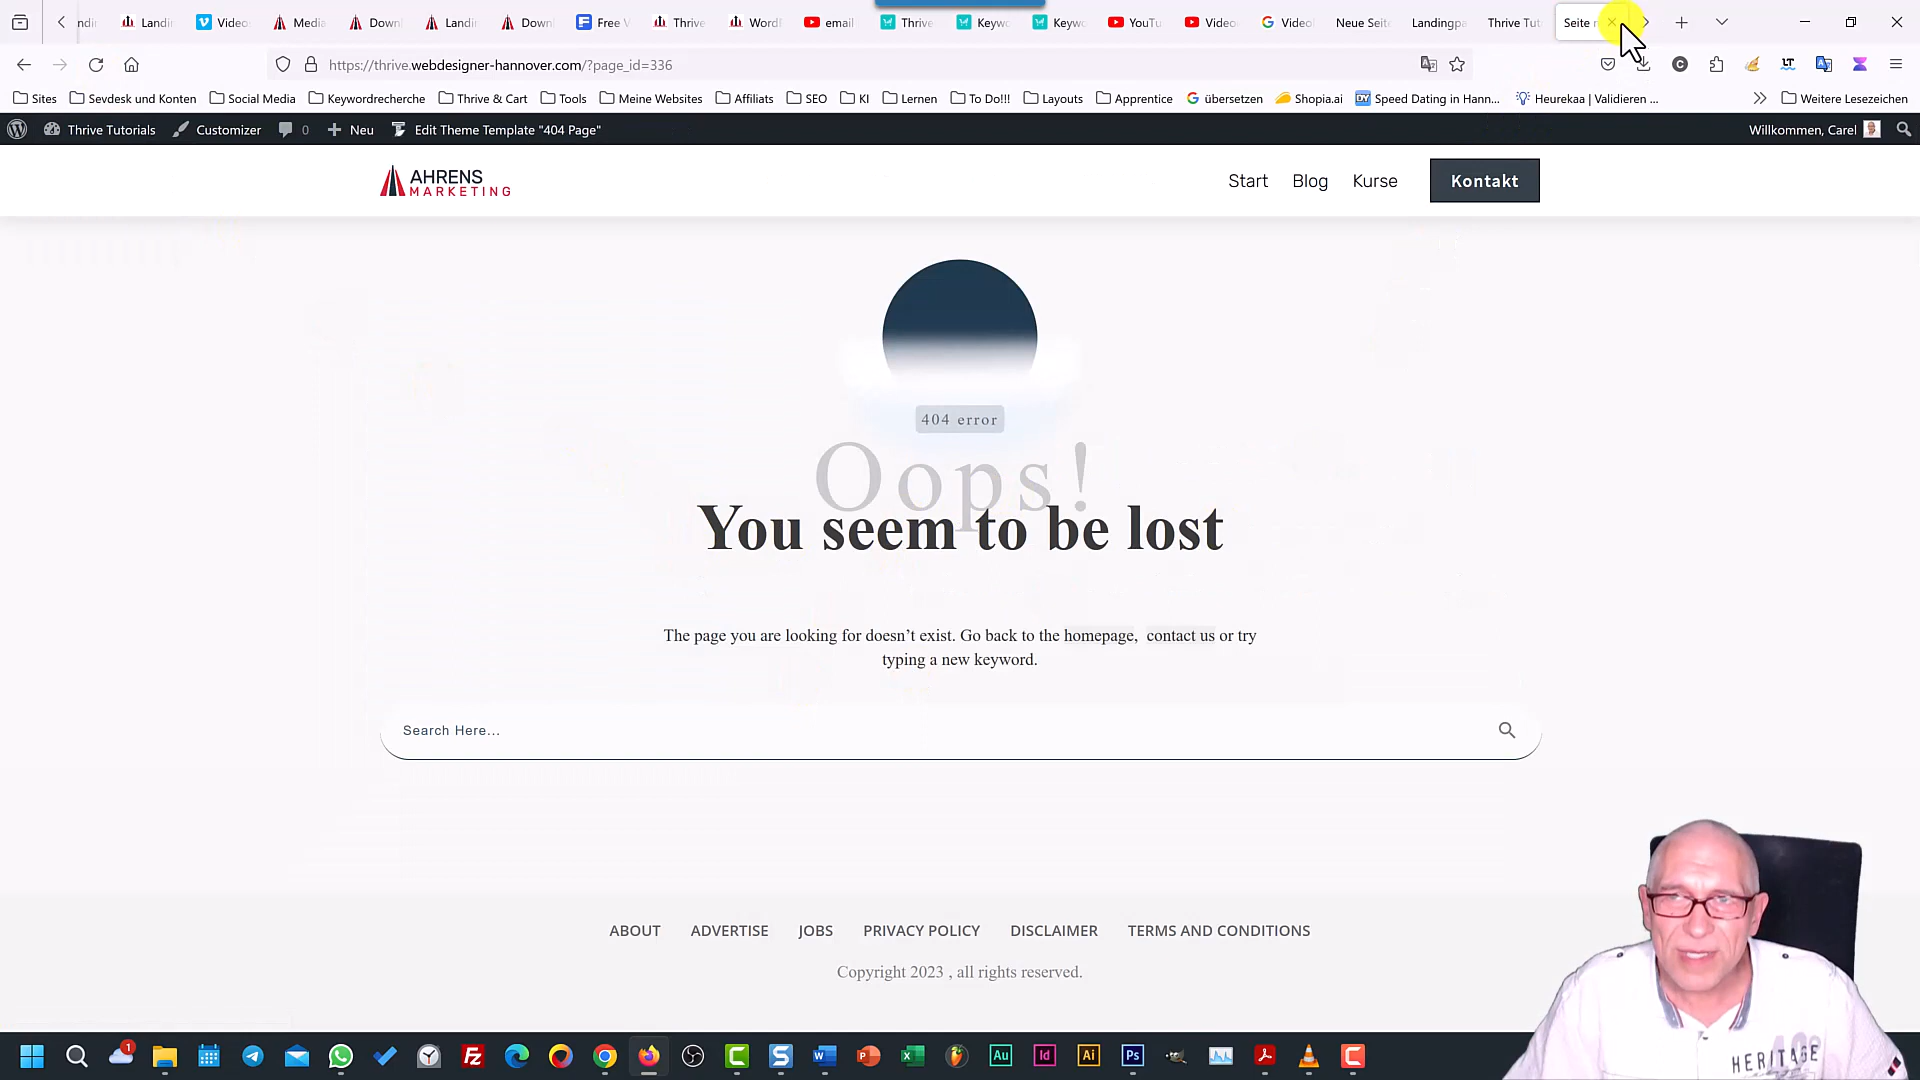 Landi
Video
Media
Down
Landi
Down
Free V
Thrive
Word
email
Thrive
Keyw
Keyw
YouTu
Video
Videol
Neue Seite
Landingpa
Thrive Tut
Seite
https://thrive.webdesigner-hannover.com/?page_id=336
Sites
Sevdesk und Konten
Social Media
Keywordrecherche
Thrive & Cart
Tools
Meine Websites
Affiliats
SEO
KI
Lernen
To Do!!!
Layouts
Apprentice
übersetzen
Shopia.ai
Speed Dating in Hann...
Heurekaa | Validieren ...
Weitere Lesezeichen
Thrive Tutorials
Customizer
0
Neu
Edit Theme Template "404 Page"
Willkommen, Carel
AHRENS
MARKETING
Start
Blog
Kurse
Kontakt
404 error
Oops!
You seem to be lost
The page you are looking for doesn't exist. Go back to the homepage, contact us or try
typing a new keyword.
Search Here...
ABOUT
ADVERTISE
JOBS
PRIVACY POLICY
DISCLAIMER
TERMS AND CONDITIONS
Copyright 2023 , all rights reserved.
HERITAGE
1